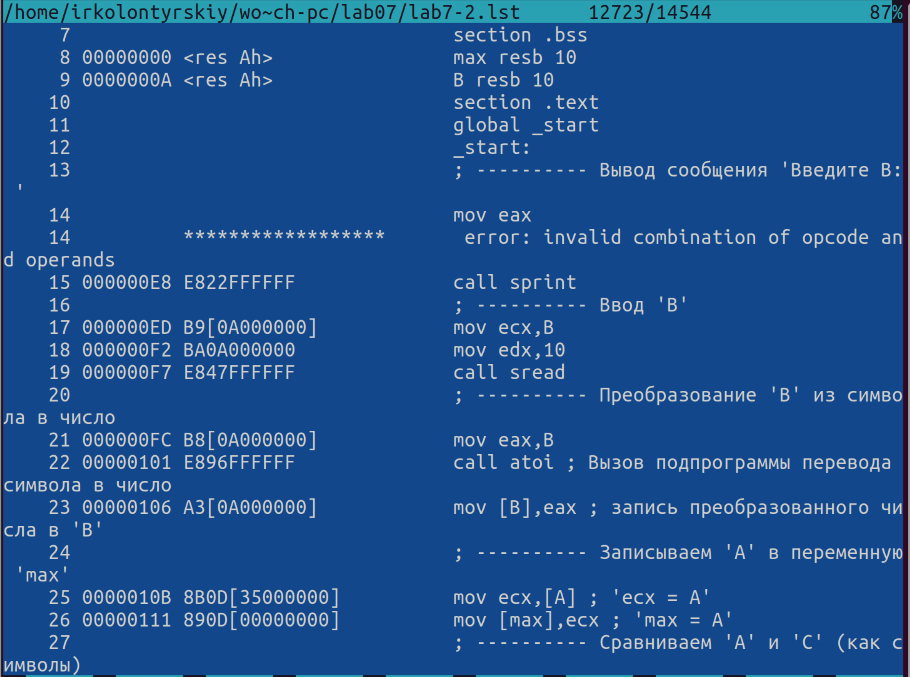 /home/irkolontyrskiy/wo~ch-pc/lab07/lab7-2.lst 12723/14544 87%
7 section .bss
8 00000000 <res Ah> max resb 10
9 0000000A <res Ah> B resb 10
10 section .text
11 global _start
12 _start:
13 ; ---------- Вывод сообщения 'Введите B:
'
14 mov eax
14 ****************** error: invalid combination of opcode an
d operands
15 000000E8 E822FFFFFF call sprint
16 ; ---------- Ввод 'B'
17 000000ED B9[0A000000] mov ecx,B
18 000000F2 BA0A000000 mov edx,10
19 000000F7 E847FFFFFF call sread
20 ; ---------- Преобразование 'B' из симво
ла в число
21 000000FC B8[0A000000] mov eax,B
22 00000101 E896FFFFFF call atoi ; Вызов подпрограммы перевода
символа в число
23 00000106 A3[0A000000] mov [B],eax ; запись преобразованного чи
сла в 'B'
24 ; ---------- Записываем 'A' в переменную
'max'
25 0000010B 8B0D[35000000] mov ecx,[A] ; 'ecx = A'
26 00000111 890D[00000000] mov [max],ecx ; 'max = A'
27 ; ---------- Сравниваем 'A' и 'C' (как с
имволы)